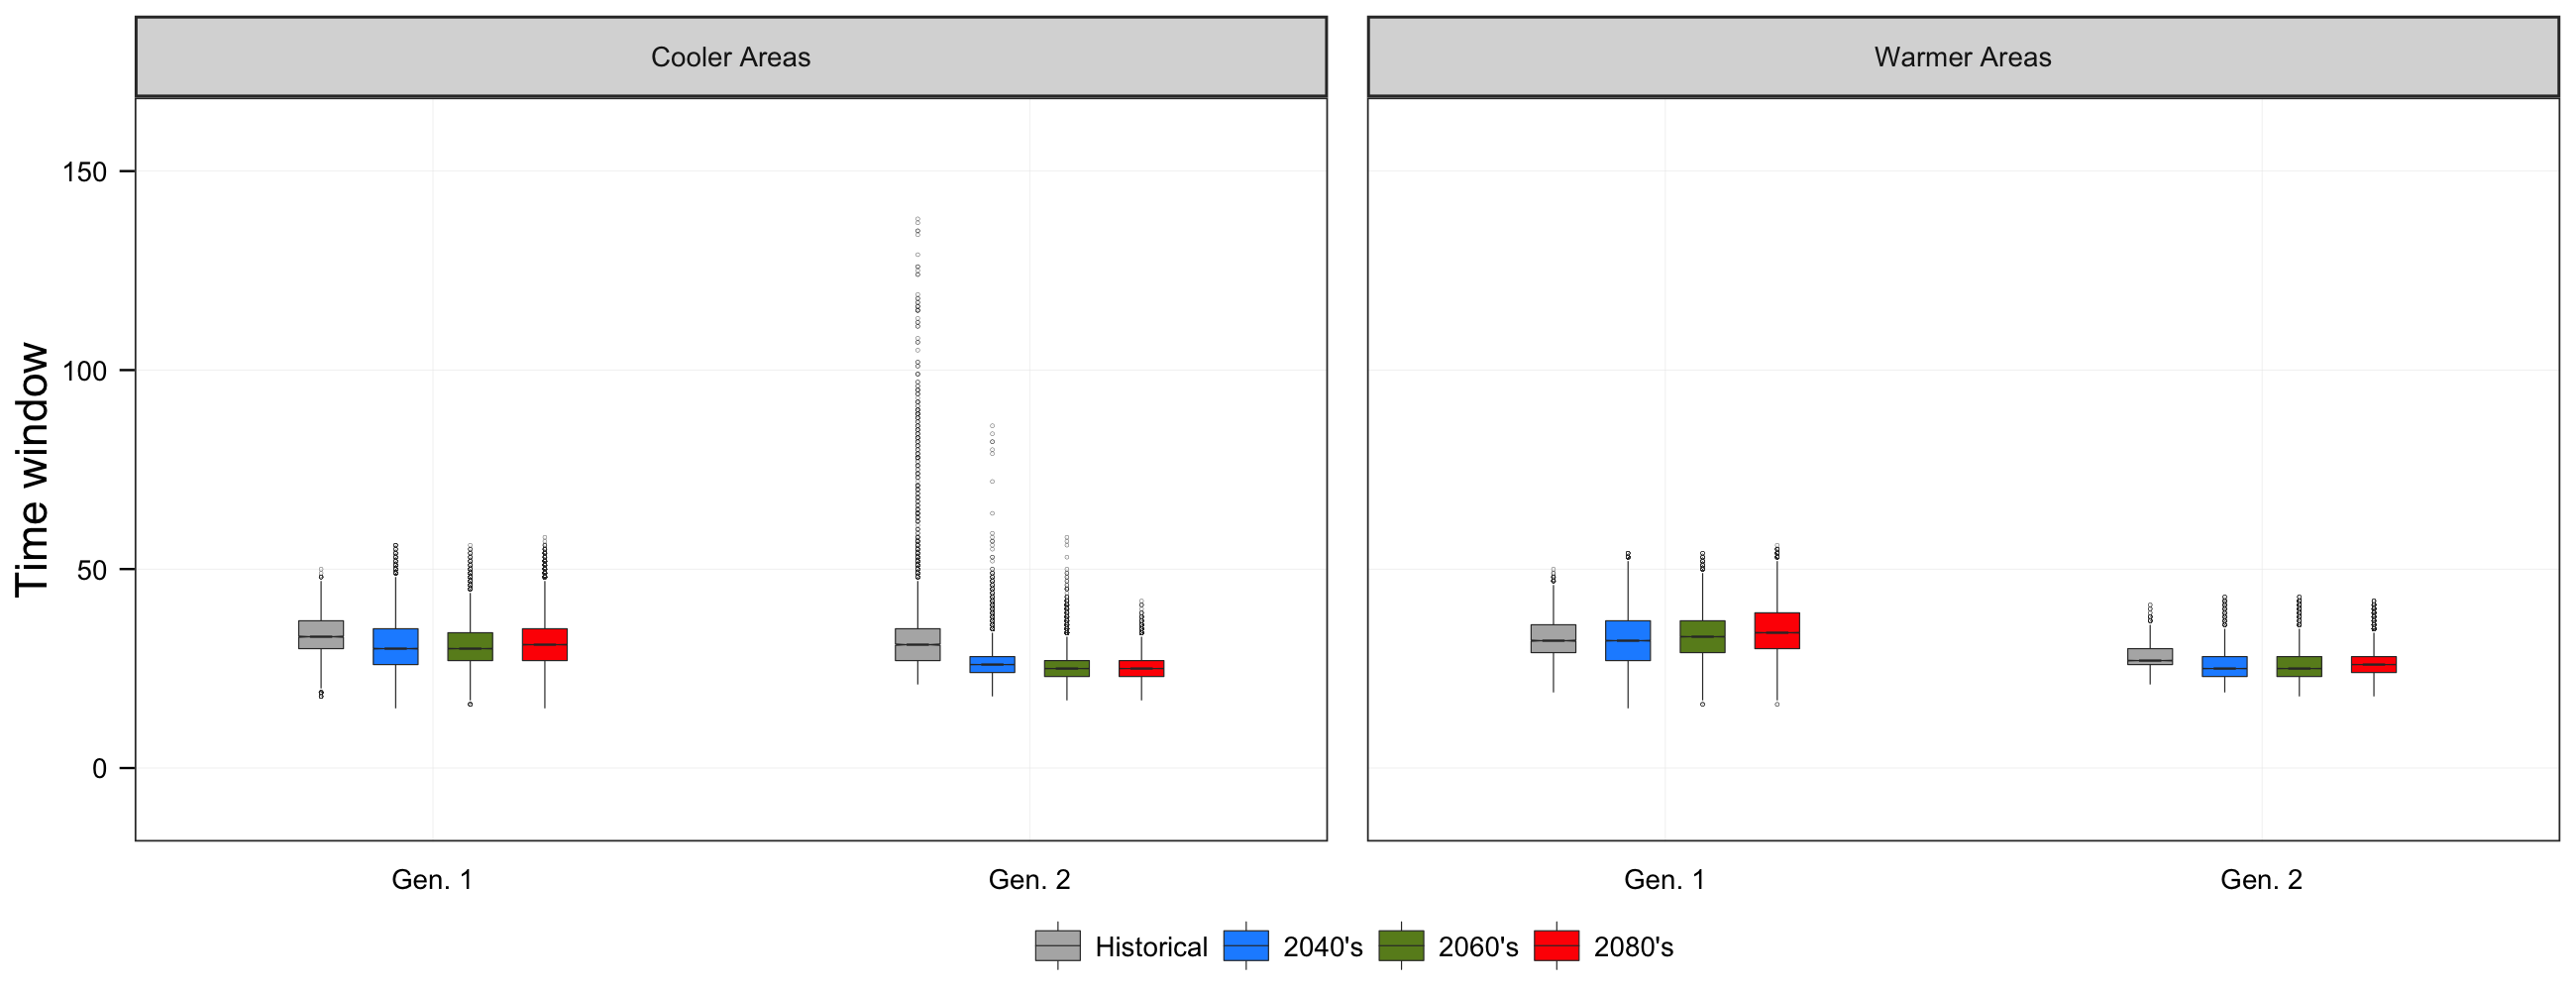 Cooler Areas
Warmer Areas
Time window
150
100
50
0
Gen. 1
Gen. 2
Gen. 1
Gen. 2
Historical
2040's
2060's
2080's